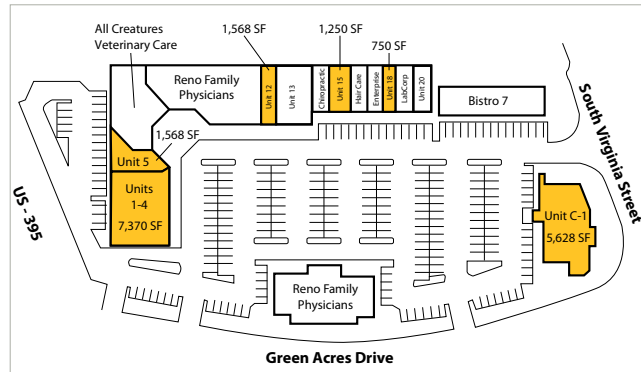 All Creatures
Veterinary Care
1,568 SF
1,250 SF
750 SF
Reno Family
Physicians
Unit 12
Unit 13
Chiropractic
Unit 15
Hair Care
Enterprise
Unit 18
LabCorp
Unit 20
Bistro 7
1,568 SF
Unit 5
Units
1-4
7,370 SF
US - 395
South Virginia Street
Unit C-1
5,628 SF
Reno Family
Physicians
Green Acres Drive